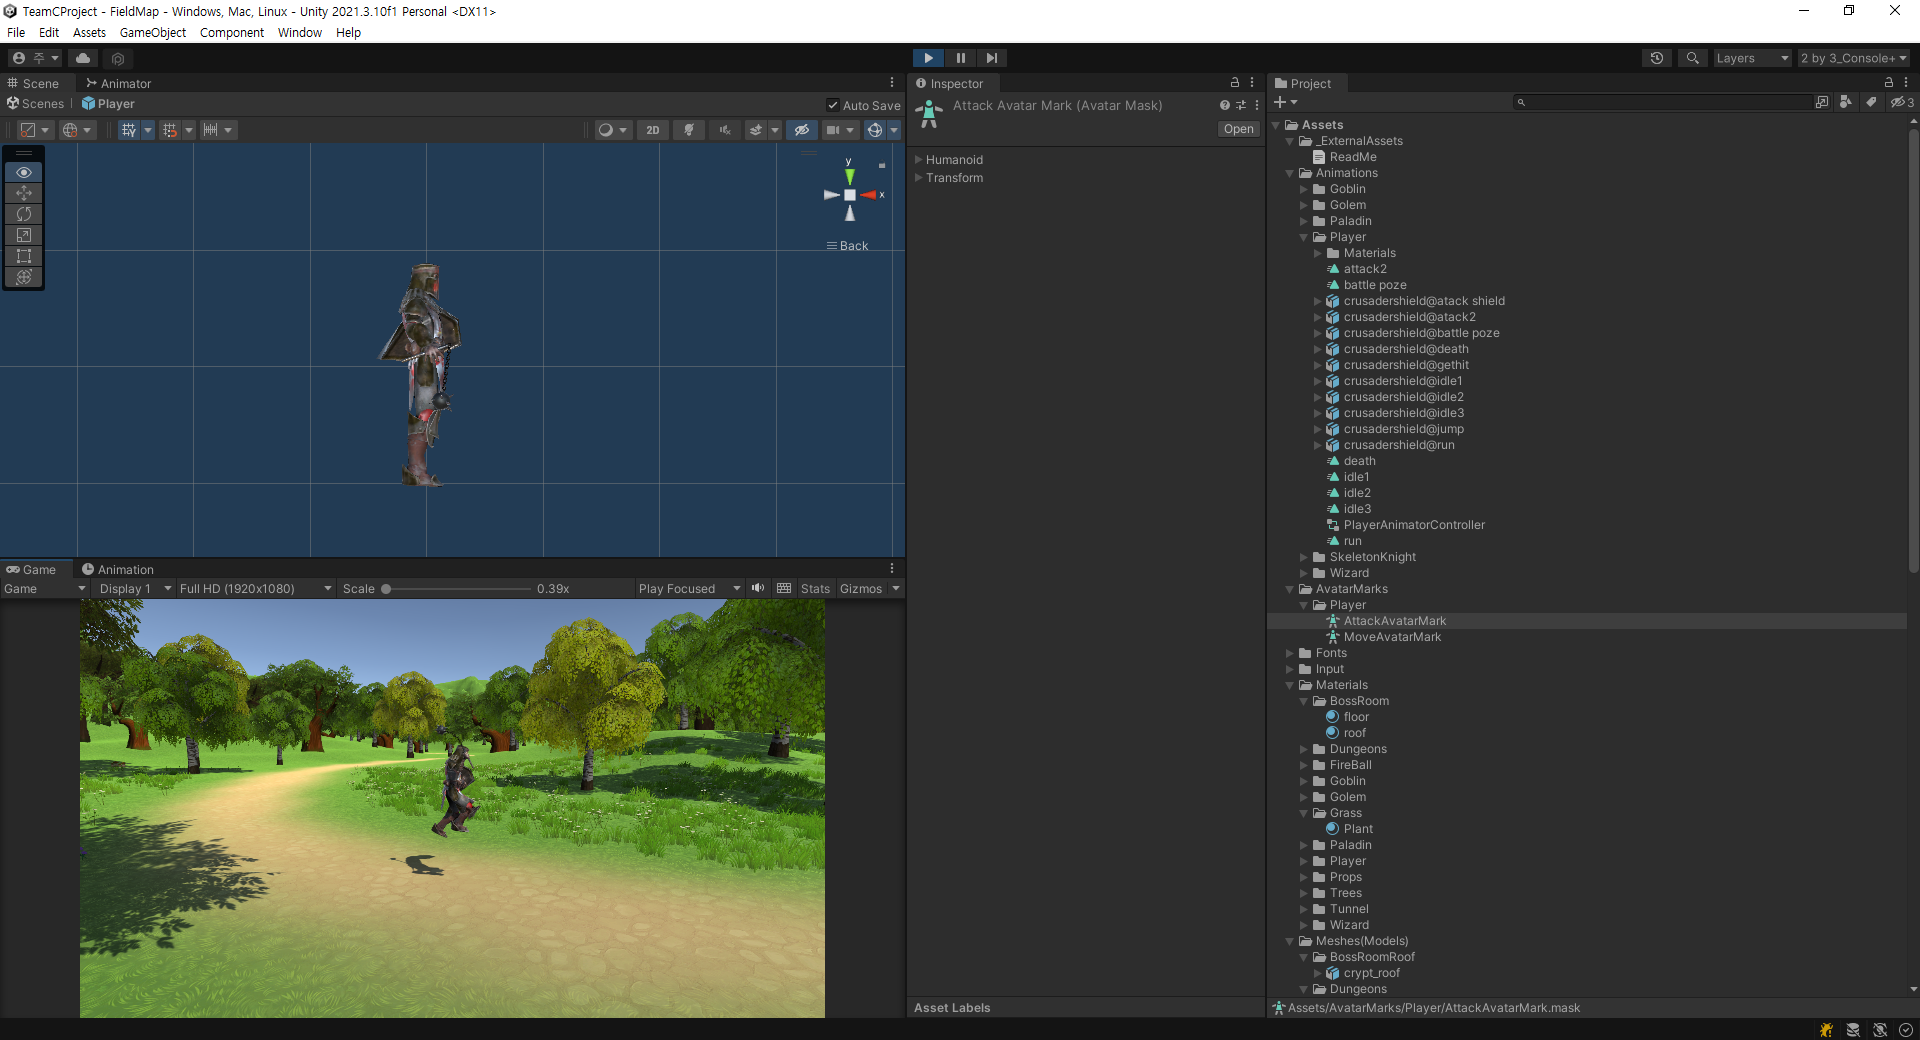 TeamCProject - FieldMap - Windows, Mac, Linux - Unity 2021.3.10f1 Personal <DX11>
File Edit Assets GameObject Component Window Help
주
Layers
2 by 3_Console+
Scene
Animator
Scenes
Player
Auto Save
2D
y
x
Back
Game
Animation
Game
Display 1
Full HD (1920x1080)
Scale
0.39x
Play Focused
Stats
Gizmos
Inspector
Attack Avatar Mark (Avatar Mask)
Open
Humanoid
Transform
Asset Labels
Project
3
Assets
_ExternalAssets
ReadMe
Animations
Goblin
Golem
Paladin
Player
Materials
attack2
battle poze
crusadershield@atack shield
crusadershield@atack2
crusadershield@battle poze
crusadershield@death
crusadershield@gethit
crusadershield@idle1
crusadershield@idle2
crusadershield@idle3
crusadershield@jump
crusadershield@run
death
idle1
idle2
idle3
PlayerAnimatorController
run
SkeletonKnight
Wizard
AvatarMarks
Player
AttackAvatarMark
MoveAvatarMark
Fonts
Input
Materials
BossRoom
floor
roof
Dungeons
FireBall
Goblin
Golem
Grass
Plant
Paladin
Player
Props
Trees
Tunnel
Wizard
Meshes(Models)
BossRoomRoof
crypt_roof
Dungeons
Assets/AvatarMarks/Player/AttackAvatarMark.mask